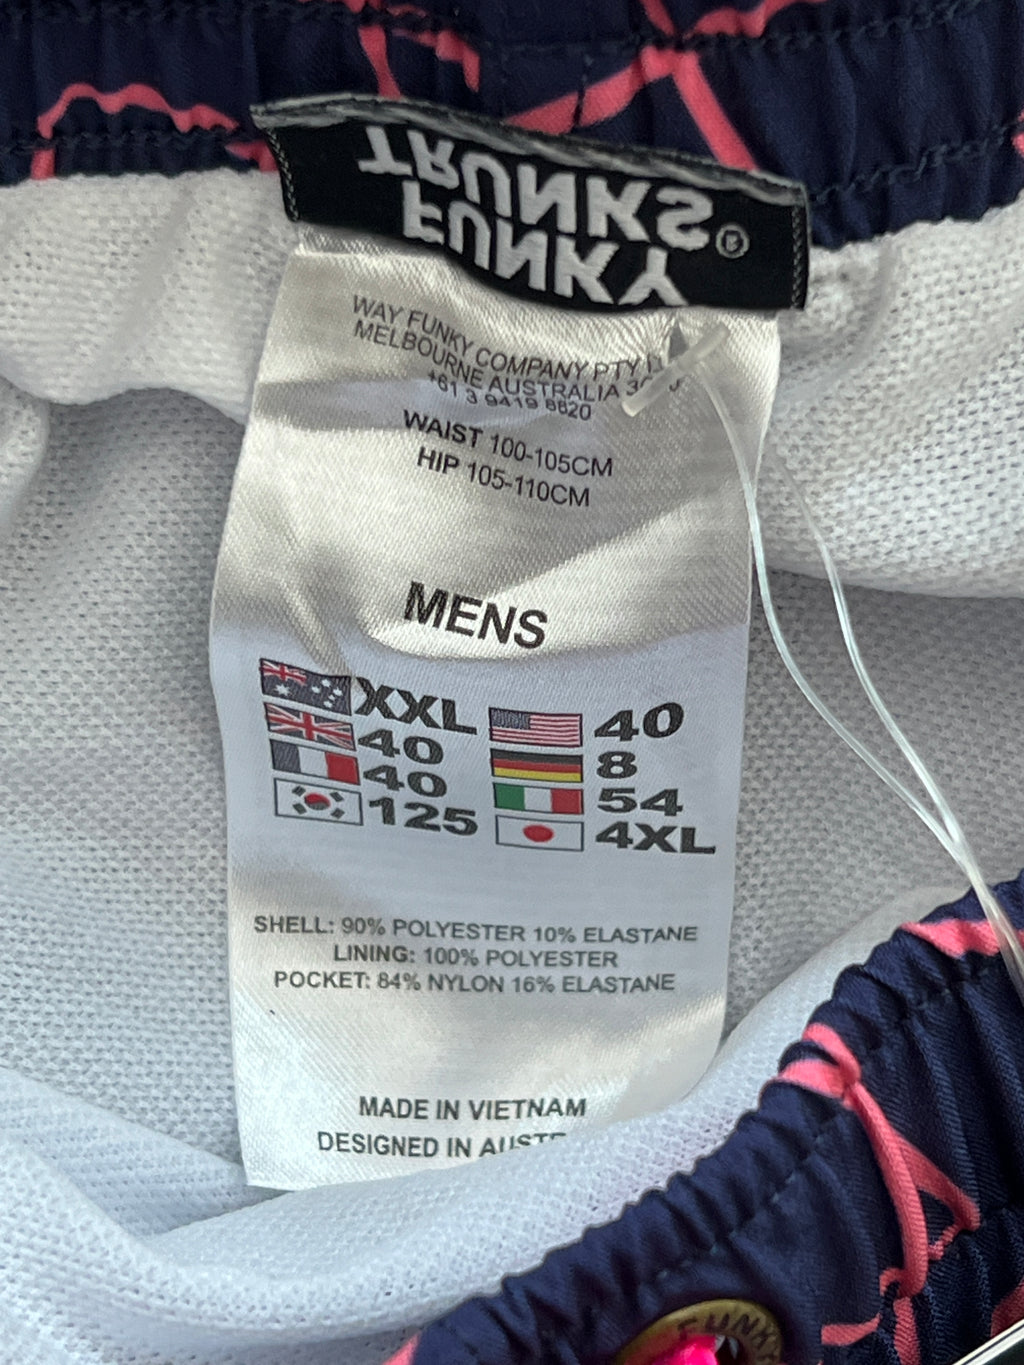 FUNKY
TRUNKS®
WAY FUNKY COMPANY PTY
MELBOURNE AUSTRALIA
+61 3 9419 8820
WAIST 100-105CM
HIP 105-110CM
MENS
XXL 40
40 8
40 54
125 4XL
SHELL: 90% POLYESTER 10% ELASTANE
LINING: 100% POLYESTER
POCKET: 84% NYLON 16% ELASTANE
MADE IN VIETNAM
DESIGNED IN
FUNKY